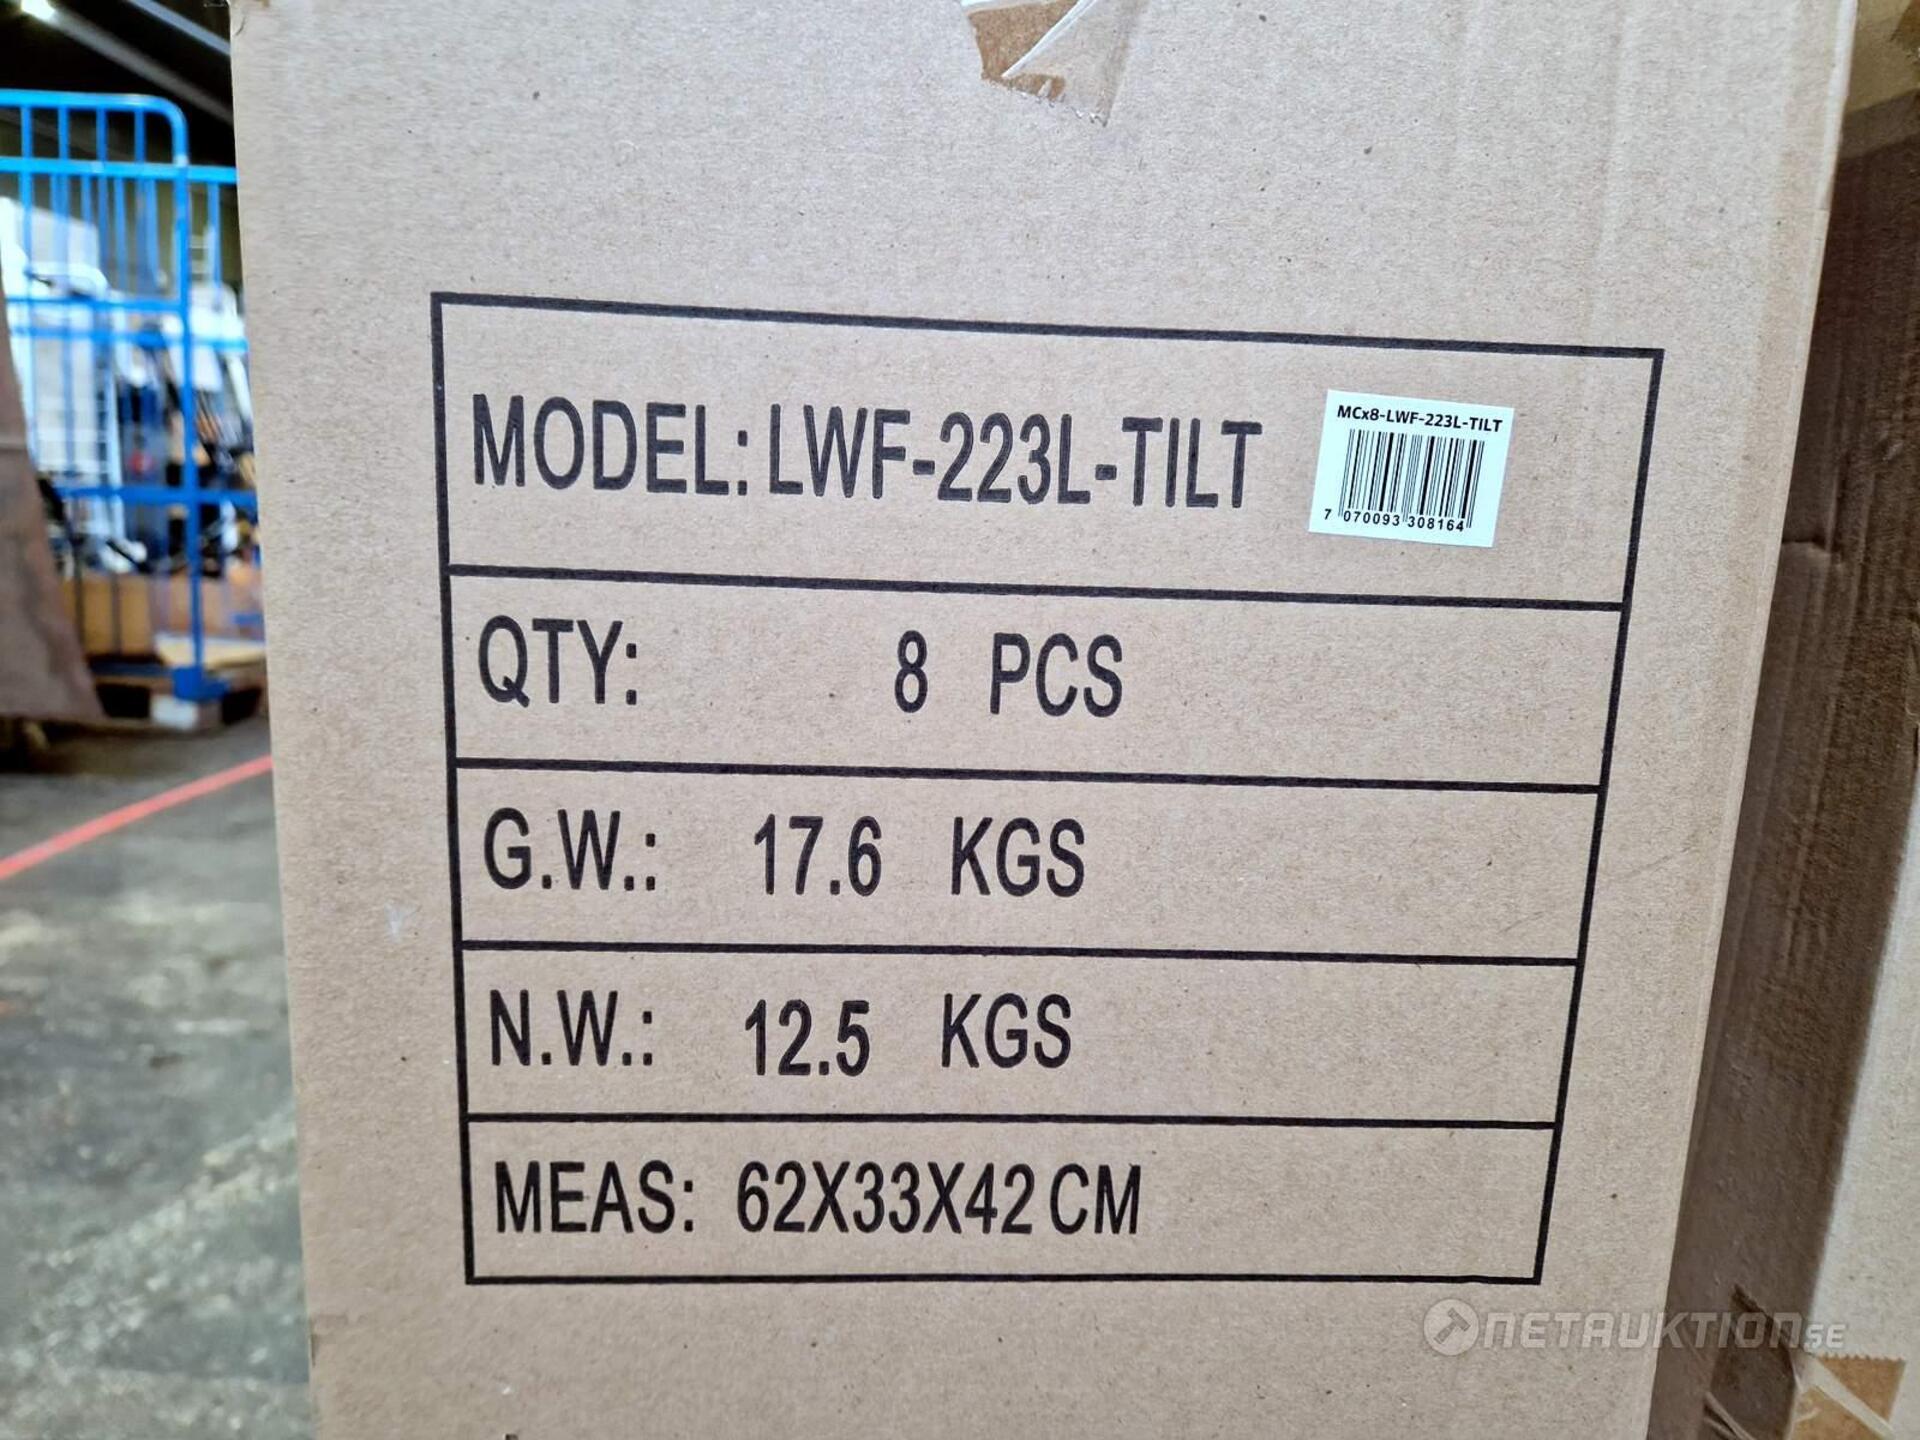 MODEL: LWF-223L-TILT
MCx8-LWF-223L-TILT
7 070093 308164
QTY: 8 PCS
G.W.: 17.6 KGS
N.W.: 12.5 KGS
MEAS: 62X33X42 CM
NETAUKTION.SE